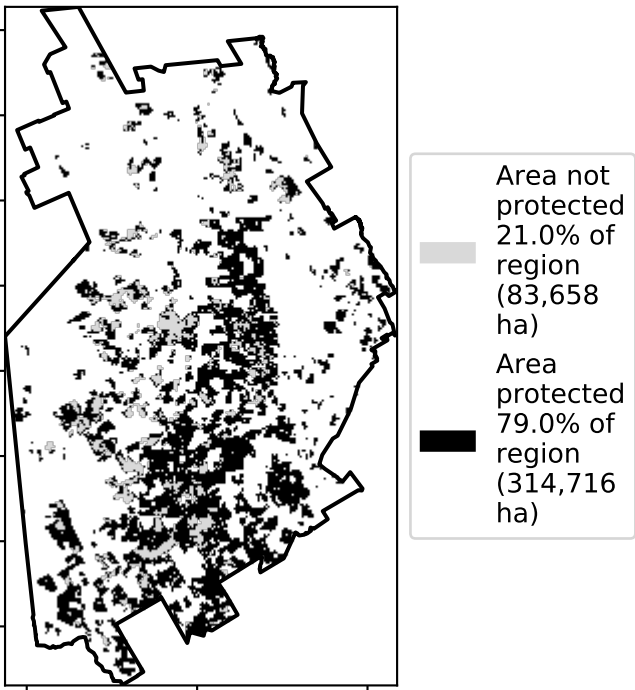 Area not
protected
21.0% of
region
(83,658
ha)
Area
protected
79.0% of
region
(314,716
ha)